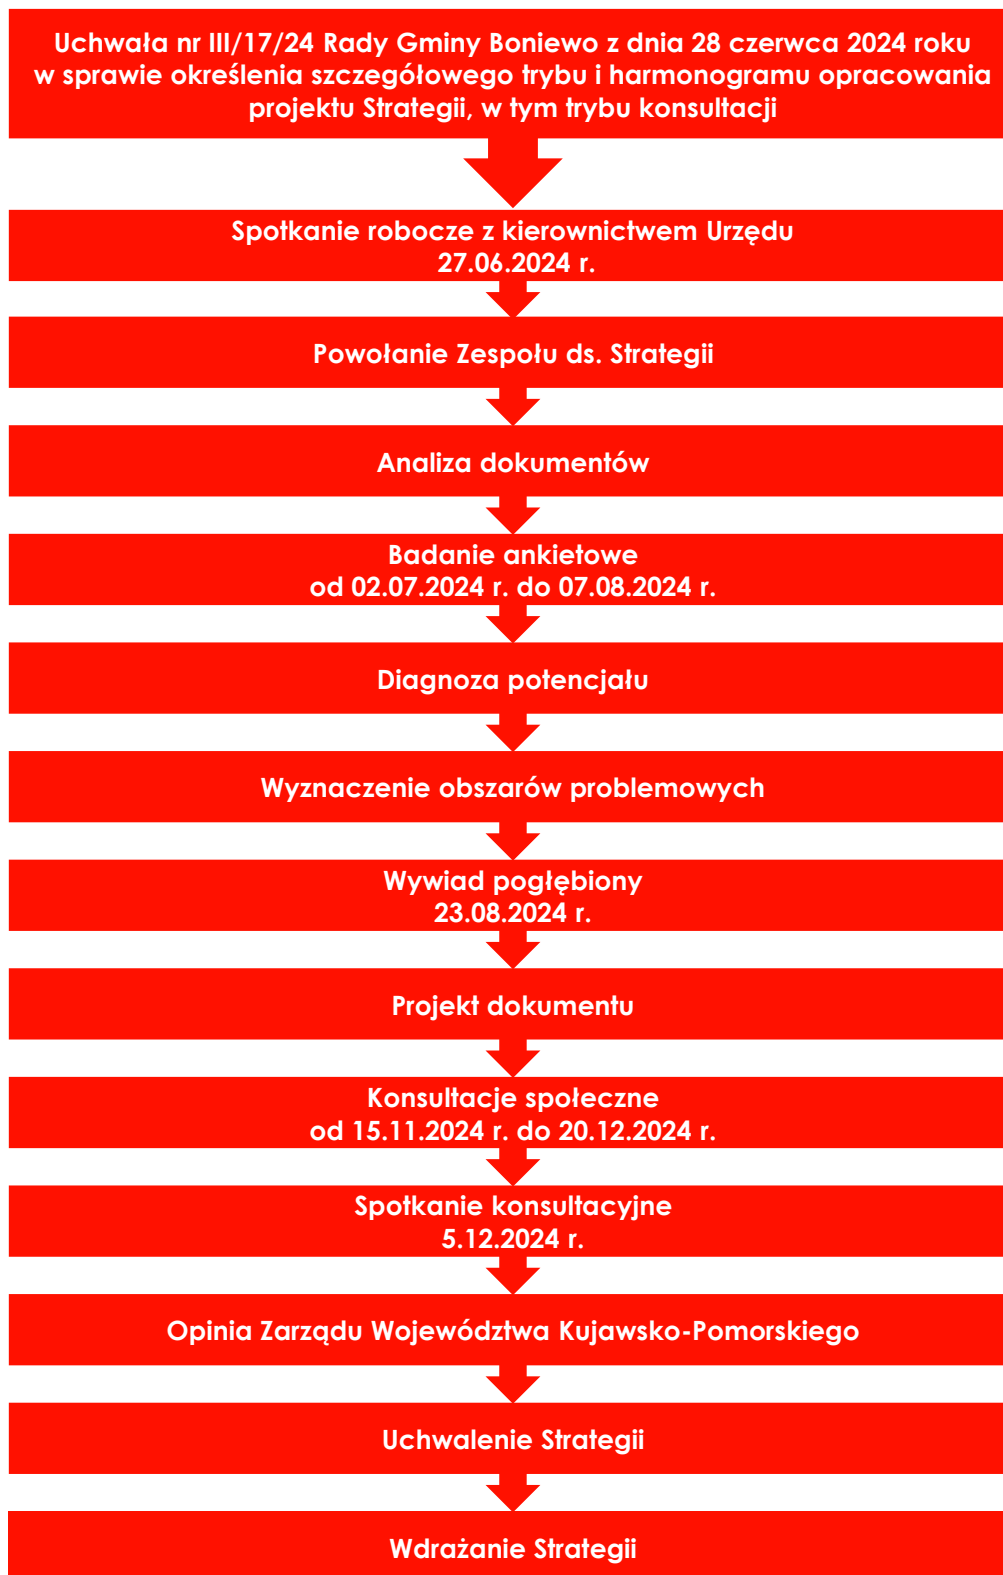 Uchwała nr III/17/24 Rady Gminy Boniewo z dnia 28 czerwca 2024 roku
w sprawie określenia szczegółowego trybu i harmonogramu opracowania
projektu Strategii, w tym trybu konsultacji
Spotkanie robocze z kierownictwem Urzędu
27.06.2024 r.
Powołanie Zespołu ds. Strategii
Analiza dokumentów
Badanie ankietowe
od 02.07.2024 r. do 07.08.2024 r.
Diagnoza potencjału
Wyznaczenie obszarów problemowych
Wywiad pogłębiony
23.08.2024 r.
Projekt dokumentu
Konsultacje społeczne
od 15.11.2024 r. do 20.12.2024 r.
Spotkanie konsultacyjne
5.12.2024 r.
Opinia Zarządu Województwa Kujawsko-Pomorskiego
Uchwalenie Strategii
Wdrażanie Strategii